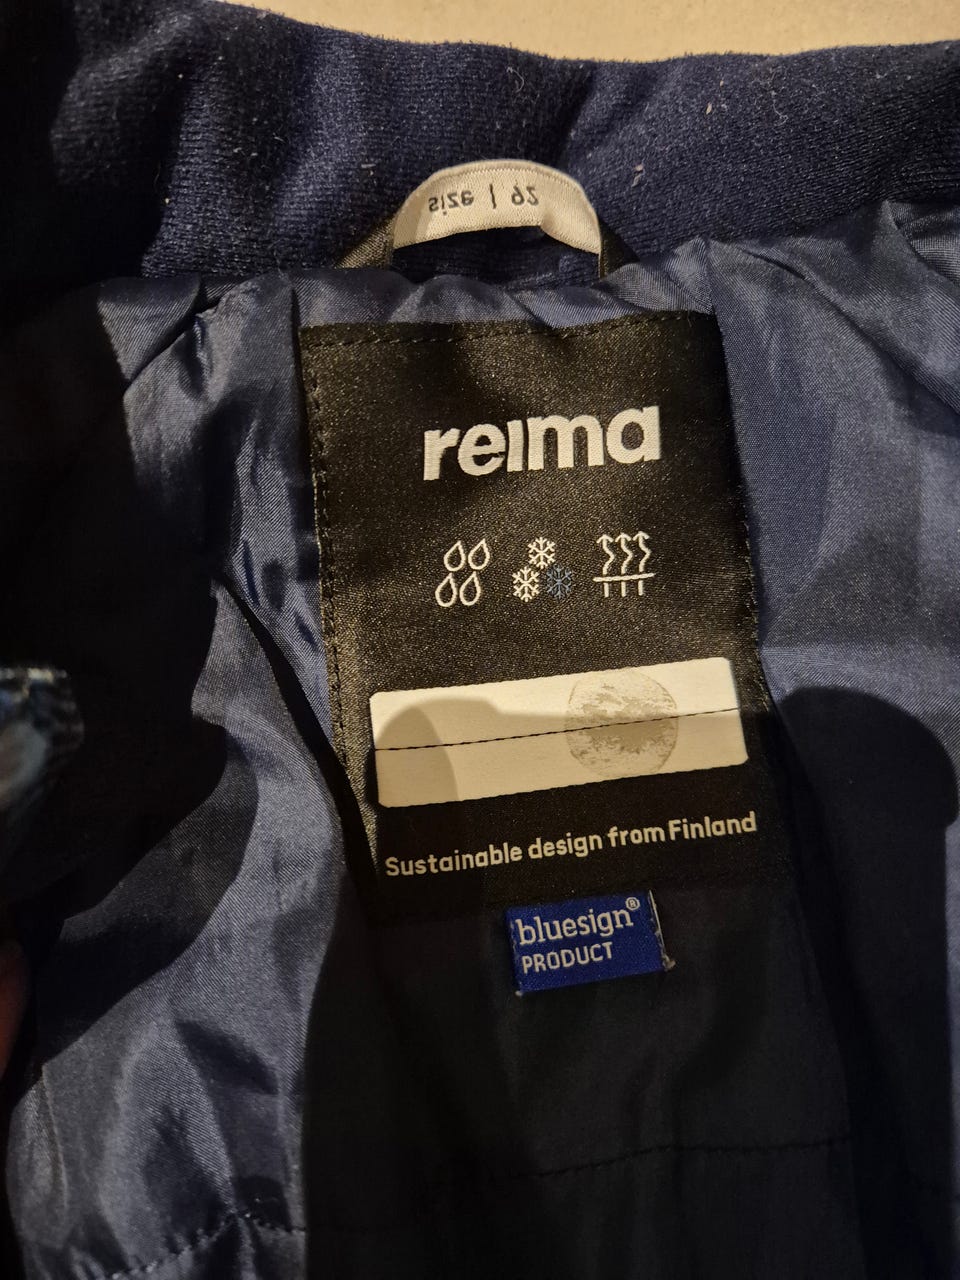 size | 92
reima
Sustainable design from Finland
bluesign®
PRODUCT